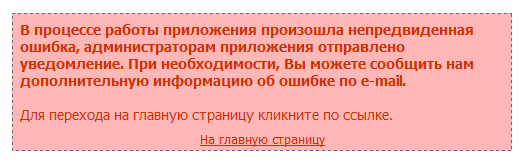 В процессе работы приложения произошла непредвиденная
ошибка, администраторам приложения отправлено
уведомление. При необходимости, Вы можете сообщить нам
дополнительную информацию об ошибке по e-mail.
Для перехода на главную страницу кликните по ссылке.
На главную страницу